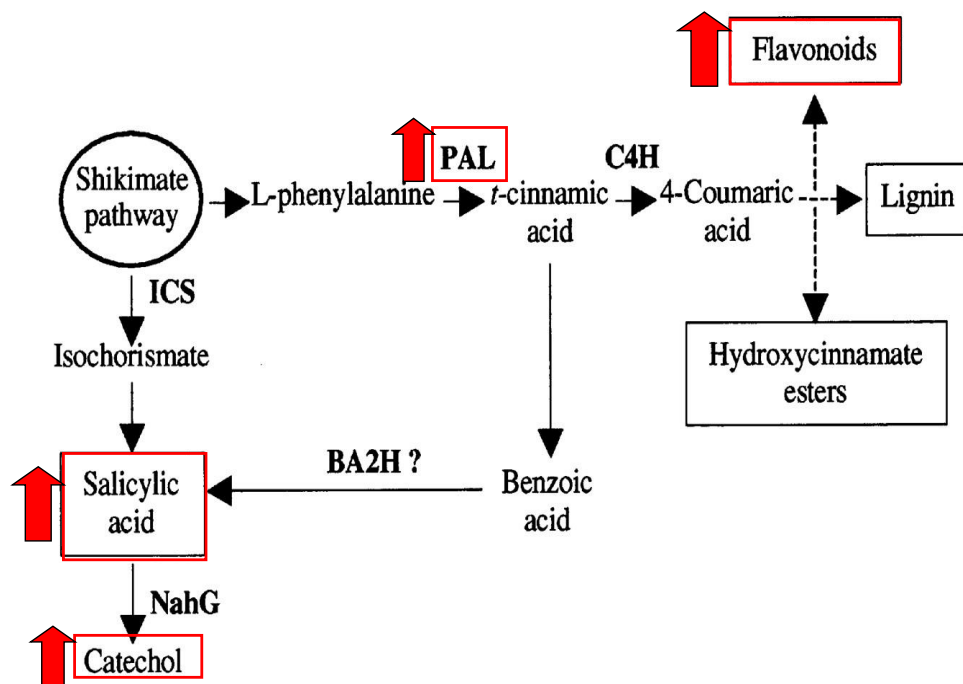 Flavonoids
PAL
C4H
Shikimate
pathway
L-phenylalanine
t-cinnamic
acid
4-Coumaric
acid
Lignin
ICS
Isochorismate
Hydroxycinnamate
esters
Salicylic
acid
BA2H ?
Benzoic
acid
NahG
Catechol